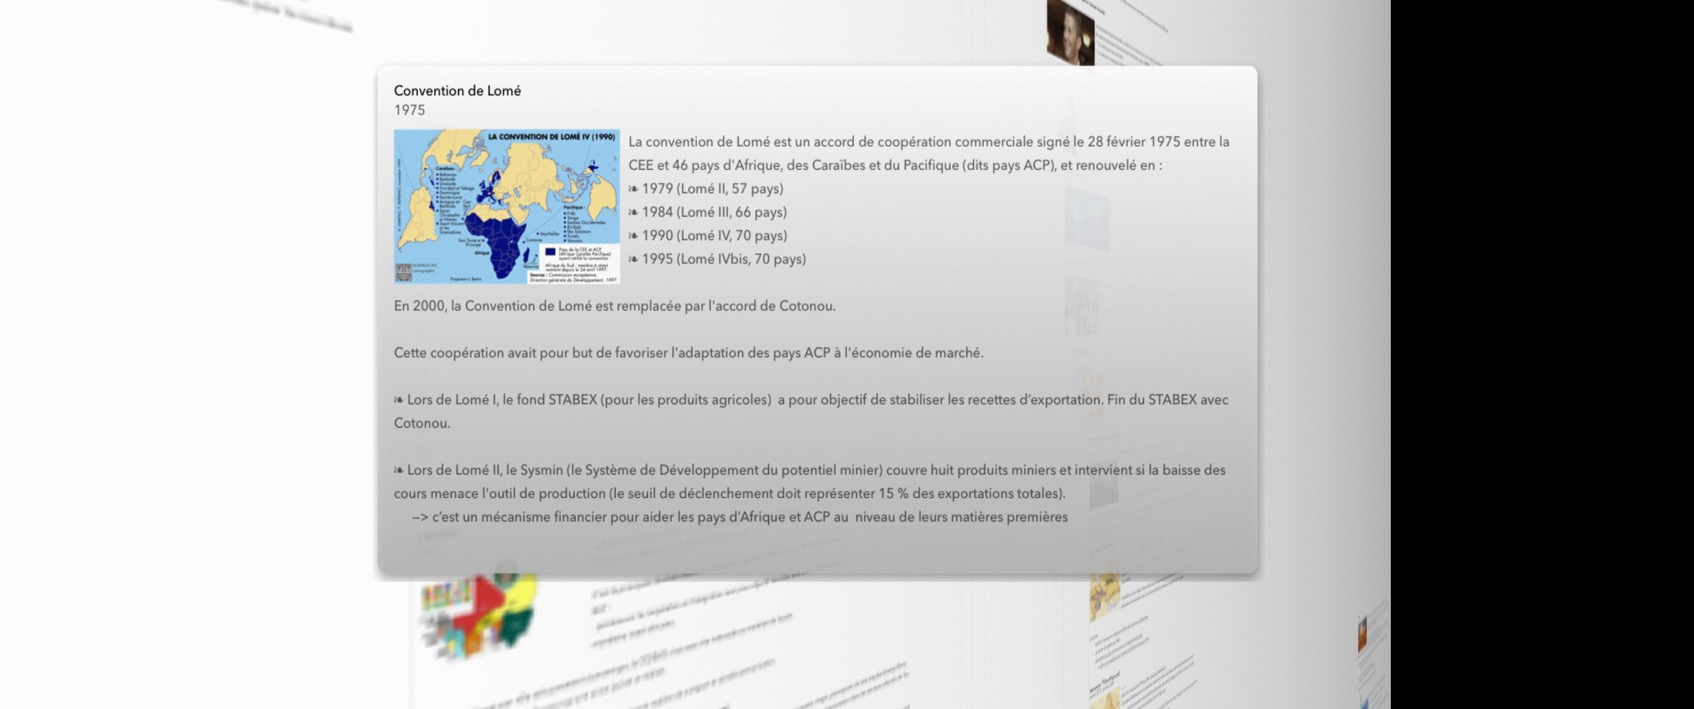 Convention de Lomé
1975
LA CONVENTION DE LOMÉ IV (1990)
La convention de Lomé est un accord de coopération commerciale signé le 28 février 1975 entre la
CEE et 46 pays d'Afrique, des Caraïbes et du Pacifique (dits pays ACP), et renouvelé en :
❧ 1979 (Lomé II, 57 pays)
❧ 1984 (Lomé III, 66 pays)
❧ 1990 (Lomé IV, 70 pays)
❧ 1995 (Lomé IVbis, 70 pays)
En 2000, la Convention de Lomé est remplacée par l'accord de Cotonou.
Cette coopération avait pour but de favoriser l'adaptation des pays ACP à l'économie de marché.
❧ Lors de Lomé I, le fond STABEX (pour les produits agricoles)  a pour objectif de stabiliser les recettes d’exportation. Fin du STABEX avec
Cotonou.
❧ Lors de Lomé II, le Sysmin (le Système de Développement du potentiel minier) couvre huit produits miniers et intervient si la baisse des
cours menace l'outil de production (le seuil de déclenchement doit représenter 15 % des exportations totales).
–> c’est un mécanisme financier pour aider les pays d’Afrique et ACP au  niveau de leurs matières premières